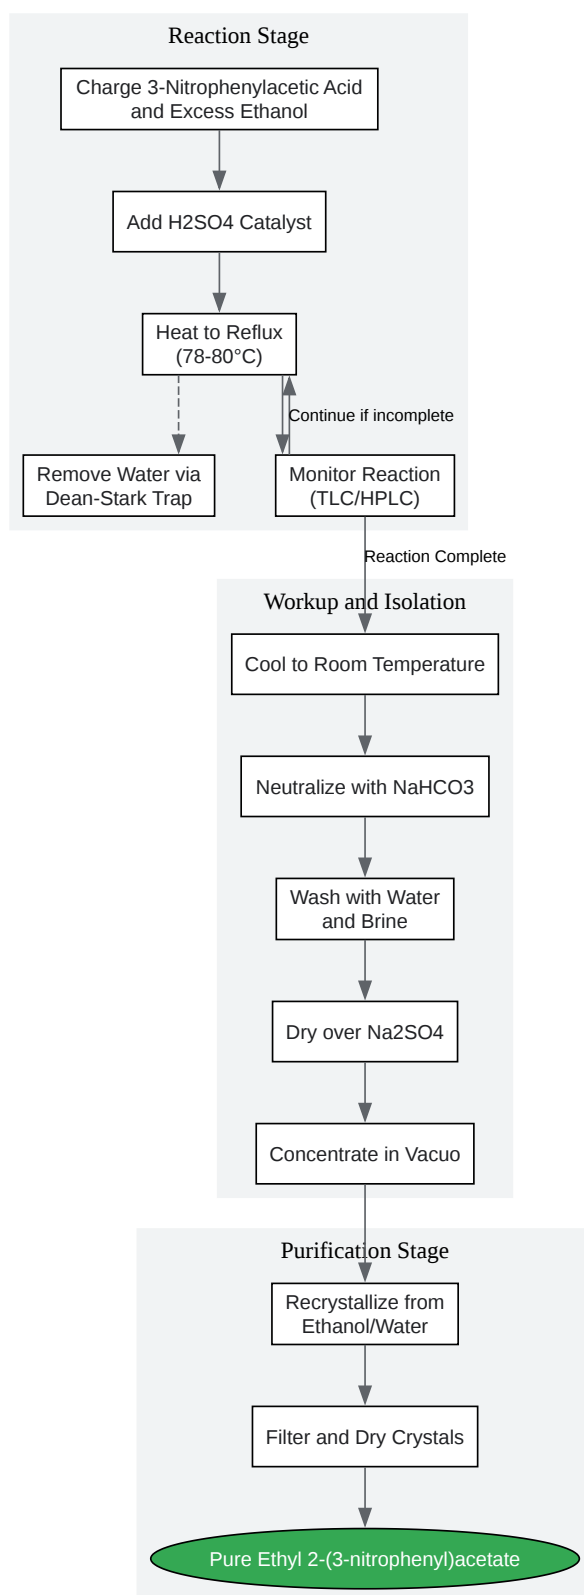 Reaction Stage
Charge 3-Nitrophenylacetic Acid
and Excess Ethanol
Add H2SO4 Catalyst
Heat to Reflux
(78-80°C)
Continue if incomplete
Remove Water via
Dean-Stark Trap
Monitor Reaction
(TLC/HPLC)
Reaction Complete
Workup and Isolation
Cool to Room Temperature
Neutralize with NaHCO3
Wash with Water
and Brine
Dry over Na2SO4
Concentrate in Vacuo
Purification Stage
Recrystallize from
Ethanol/Water
Filter and Dry Crystals
Pure Ethyl 2-(3-nitrophenyl)acetate